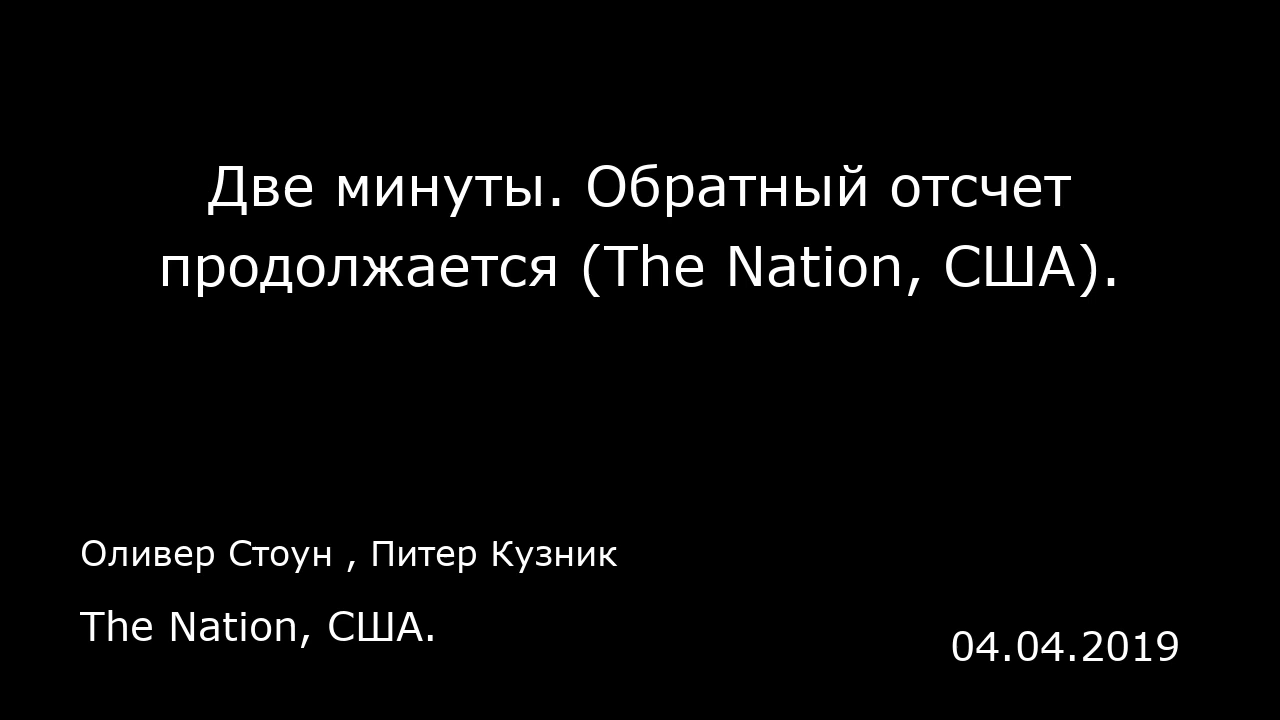 Две минуты. Обратный отсчет
продолжается (The Nation, США).
Оливер Стоун , Питер Кузник
The Nation, США.
04.04.2019